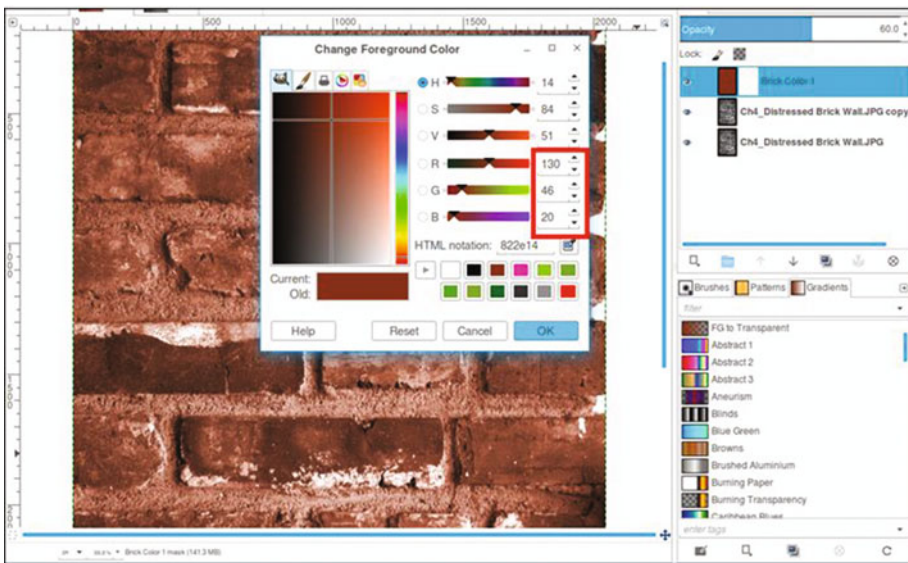 0
500
1000
1500
2000
Change Foreground Color
H 14
S 84
V 51
R 130
G 46
B 20
HTML notation: 822e14
Current:
Old:
Help Reset Cancel OK
Opacity 60.0
Lock:
Brick Color 1
Ch4_Distressed Brick Wall.JPG copy
Ch4_Distressed Brick Wall.JPG
Brushes Patterns Gradients
filter
FG to Transparent
Abstract 1
Abstract 2
Abstract 3
Aneurism
Blinds
Blue Green
Browns
Brushed Aluminium
Burning Paper
Burning Transparency
Caribbean Blues
enter tags
Brick Color 1 mask (141.3 MB)